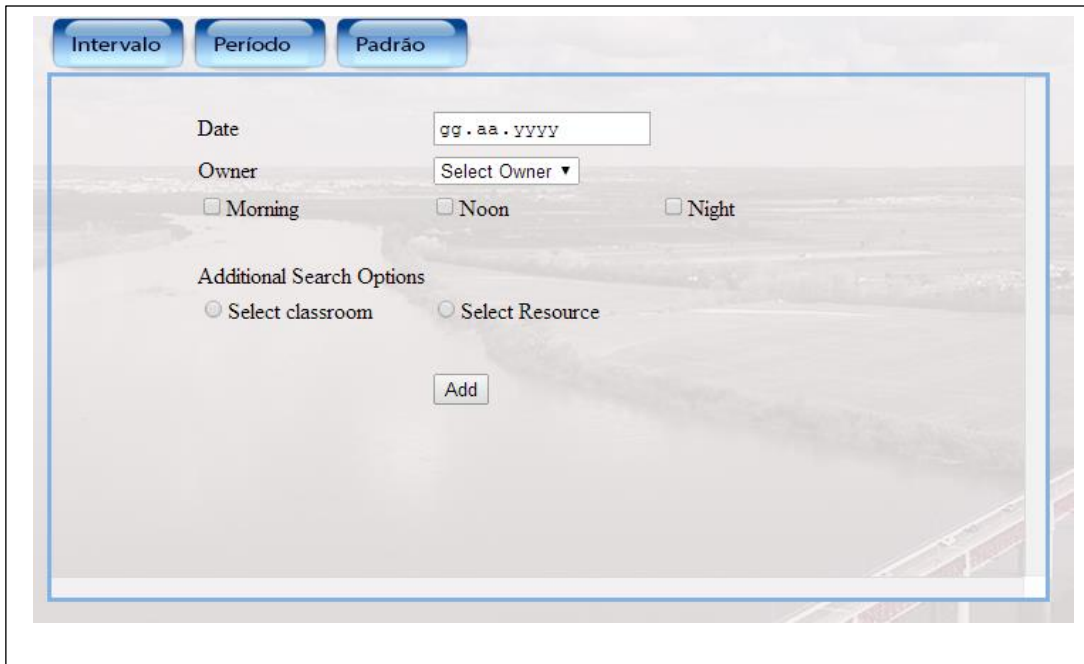 Intervalo Período Padrão
Date gg.aa.yyyy
Owner Select Owner
Morning Noon Night
Additional Search Options
Select classroom Select Resource
Add